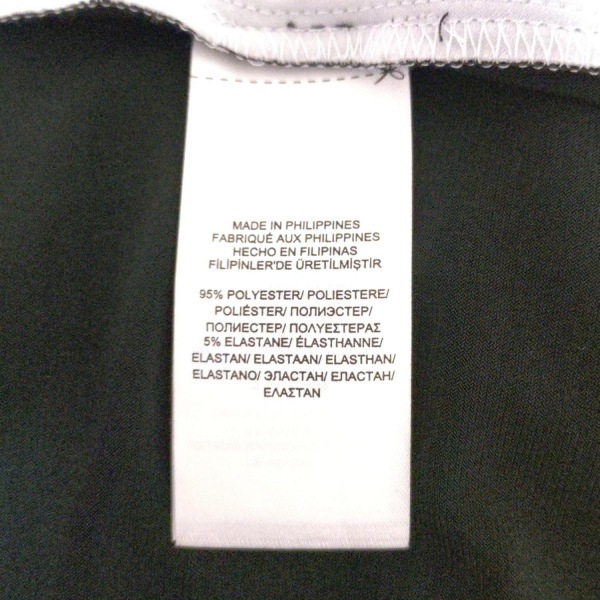 MADE IN PHILIPPINES
FABRIQUÉ AUX PHILIPPINES
HECHO EN FILIPINAS
FİLİPİNLER'DE ÜRETİLMİŞTİR
95% POLYESTER/ POLIESTERE/
POLIÉSTER/ ПОЛИЭСТЕР/
ПОЛИЕСТЕР/ ΠΟΛΥΕΣΤΕΡΑΣ
5% ELASTANE/ ÉLASTHANNE/
ELASTAN/ ELASTAAN/ ELASTHAN/
ELASTANO/ ЭЛАСТАН/ ЕЛАСТАН/
ΕΛΑΣΤΑΝ